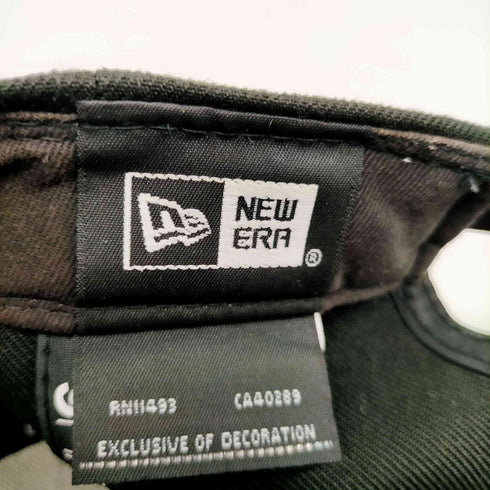 NEW
ERA
®
RN11493 CA40289
EXCLUSIVE OF DECORATION